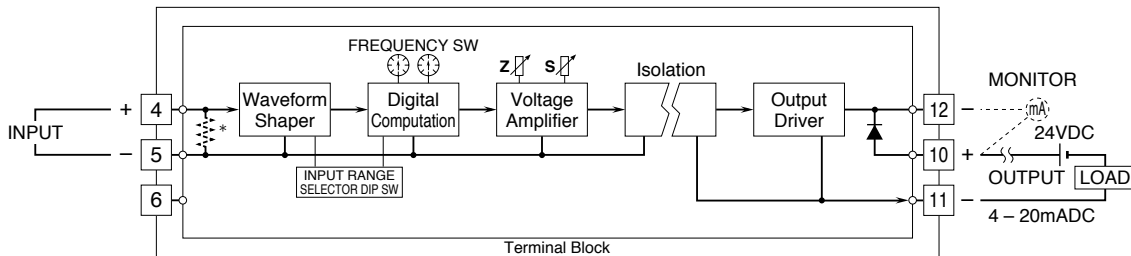 FREQUENCY SW
Z
S
Isolation
MONITOR
INPUT
+
4
*
Waveform
Shaper
Digital
Computation
Voltage
Amplifier
Output
Driver
12
–
mA
24VDC
–
5
INPUT RANGE
SELECTOR DIP SW
10
+
OUTPUT
LOAD
6
11
–
4 – 20mADC
Terminal Block